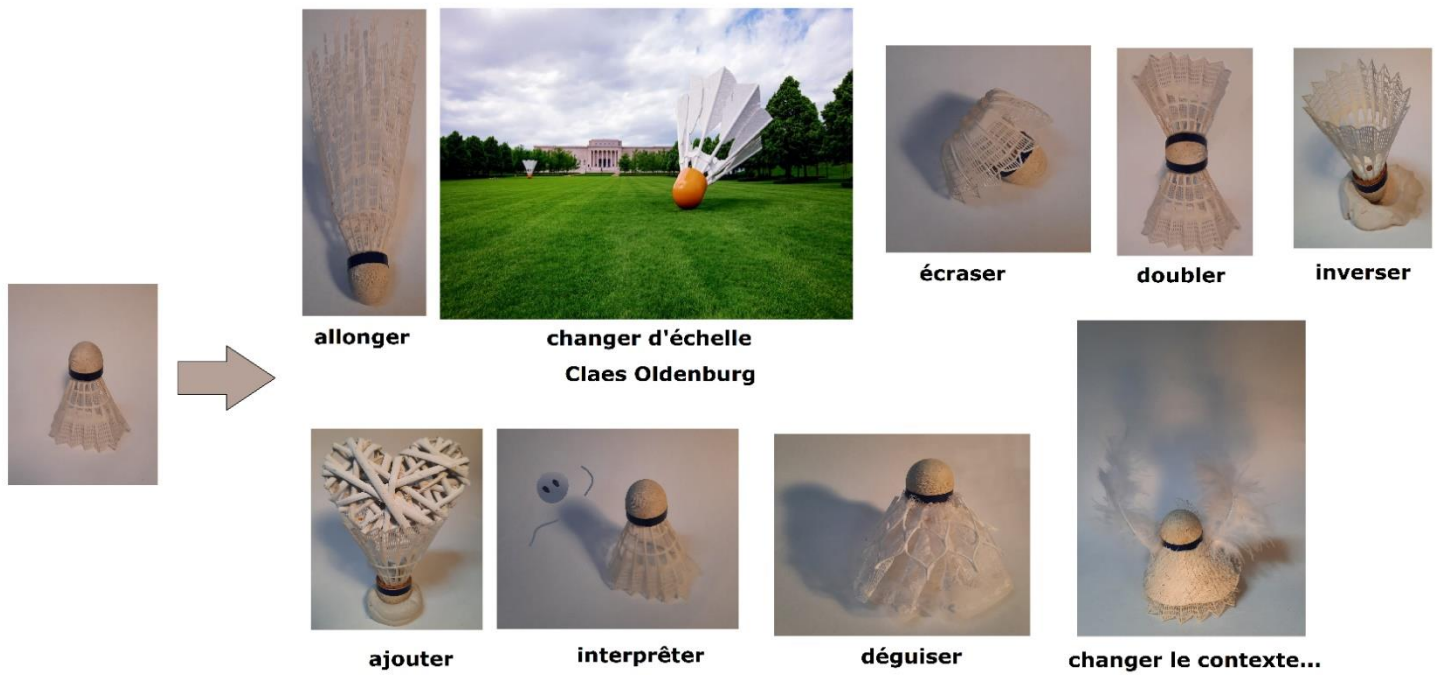 allonger
changer d'échelle
Claes Oldenburg
écraser
doubler
inverser
ajouter
interprêter
déguiser
changer le contexte...